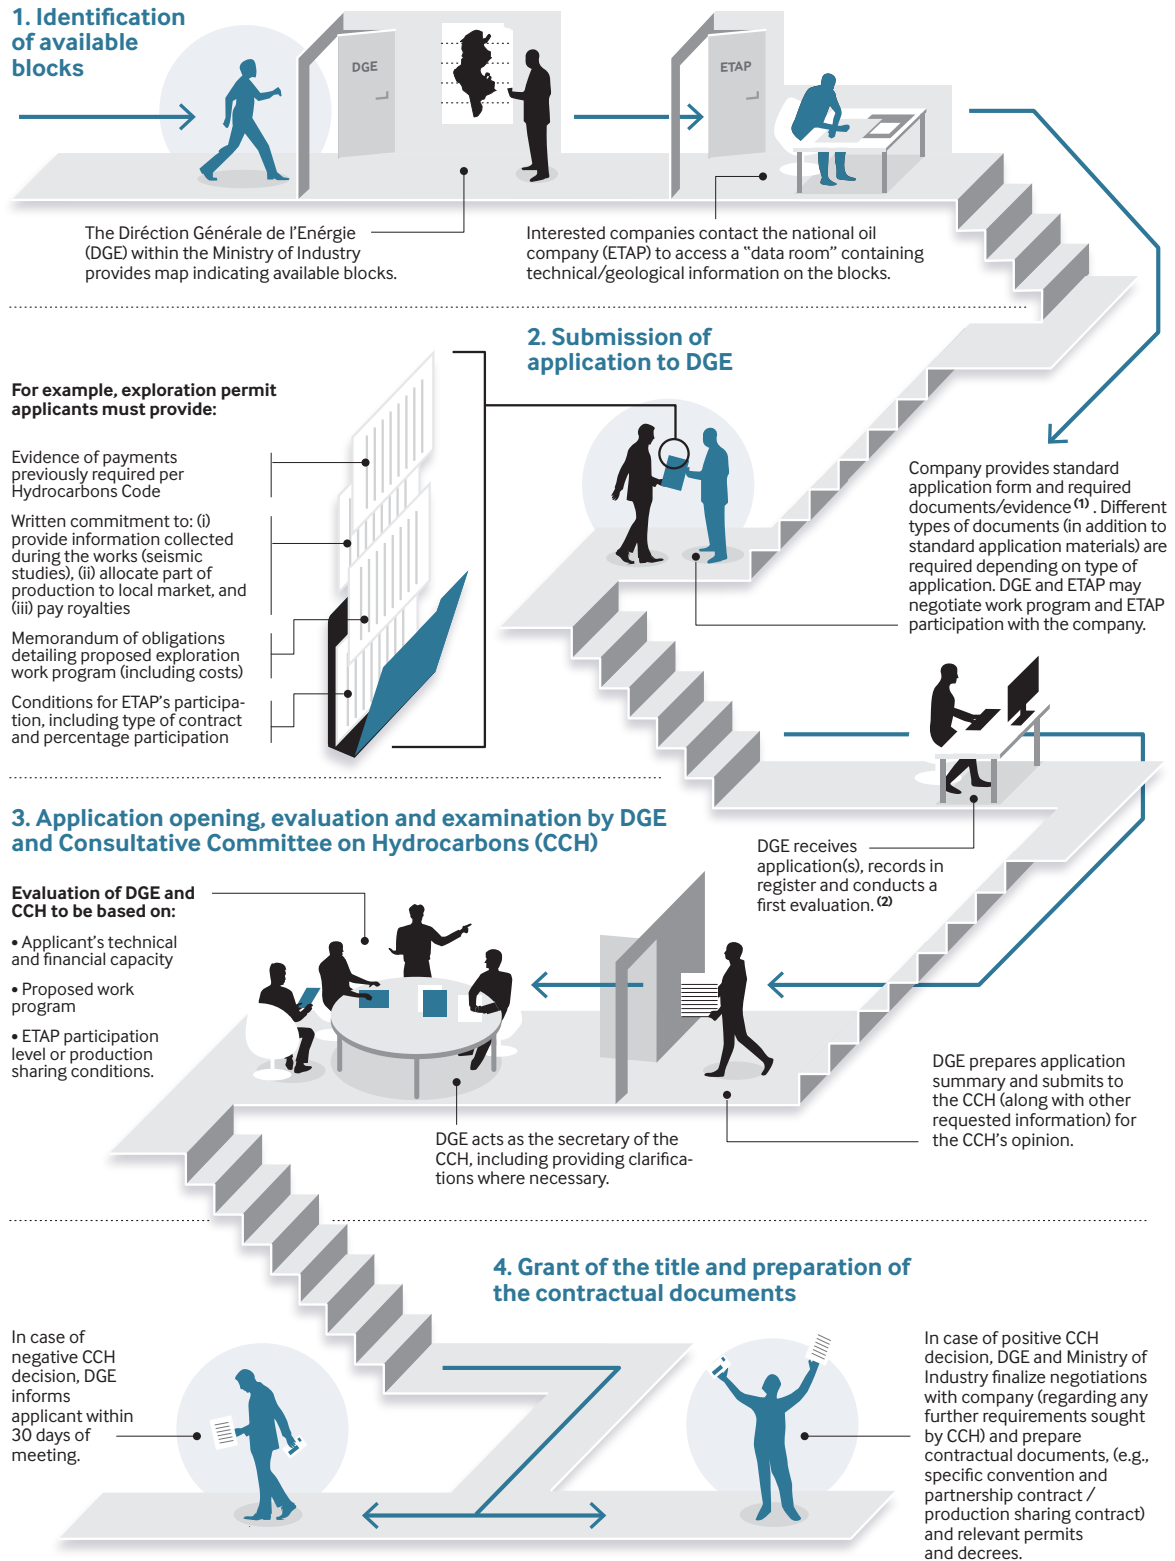 1. Identification
of available
blocks
DGE
ETAP
The Diréction Générale de l’Enérgie
(DGE) within the Ministry of Industry
provides map indicating available blocks.
Interested companies contact the national oil
company (ETAP) to access a “data room” containing
technical/geological information on the blocks.
2. Submission of
application to DGE
For example, exploration permit
applicants must provide:
Evidence of payments
previously required per
Hydrocarbons Code
Written commitment to: (i)
provide information collected
during the works (seismic
studies), (ii) allocate part of
production to local market, and
(iii) pay royalties
Memorandum of obligations
detailing proposed exploration
work program (including costs)
Conditions for ETAP’s participa-
tion, including type of contract
and percentage participation
Company provides standard
application form and required
documents/evidence (1) . Different
types of documents (in addition to
standard application materials) are
required depending on type of
application. DGE and ETAP may
negotiate work program and ETAP
participation with the company.
3. Application opening, evaluation and examination by DGE
and Consultative Committee on Hydrocarbons (CCH)
DGE receives
application(s), records in
register and conducts a
first evaluation. (2)
Evaluation of DGE and
CCH to be based on:
• Applicant’s technical
and financial capacity
• Proposed work
program
• ETAP participation
level or production
sharing conditions.
DGE prepares application
summary and submits to
the CCH (along with other
requested information) for
the CCH’s opinion.
DGE acts as the secretary of the
CCH, including providing clarifica-
tions where necessary.
4. Grant of the title and preparation of
the contractual documents
In case of
negative CCH
decision, DGE
informs
applicant within
30 days of
meeting.
In case of positive CCH
decision, DGE and Ministry of
Industry finalize negotiations
with company (regarding any
further requirements sought
by CCH) and prepare
contractual documents, (e.g.,
specific convention and
partnership contract /
production sharing contract)
and relevant permits
and decrees.